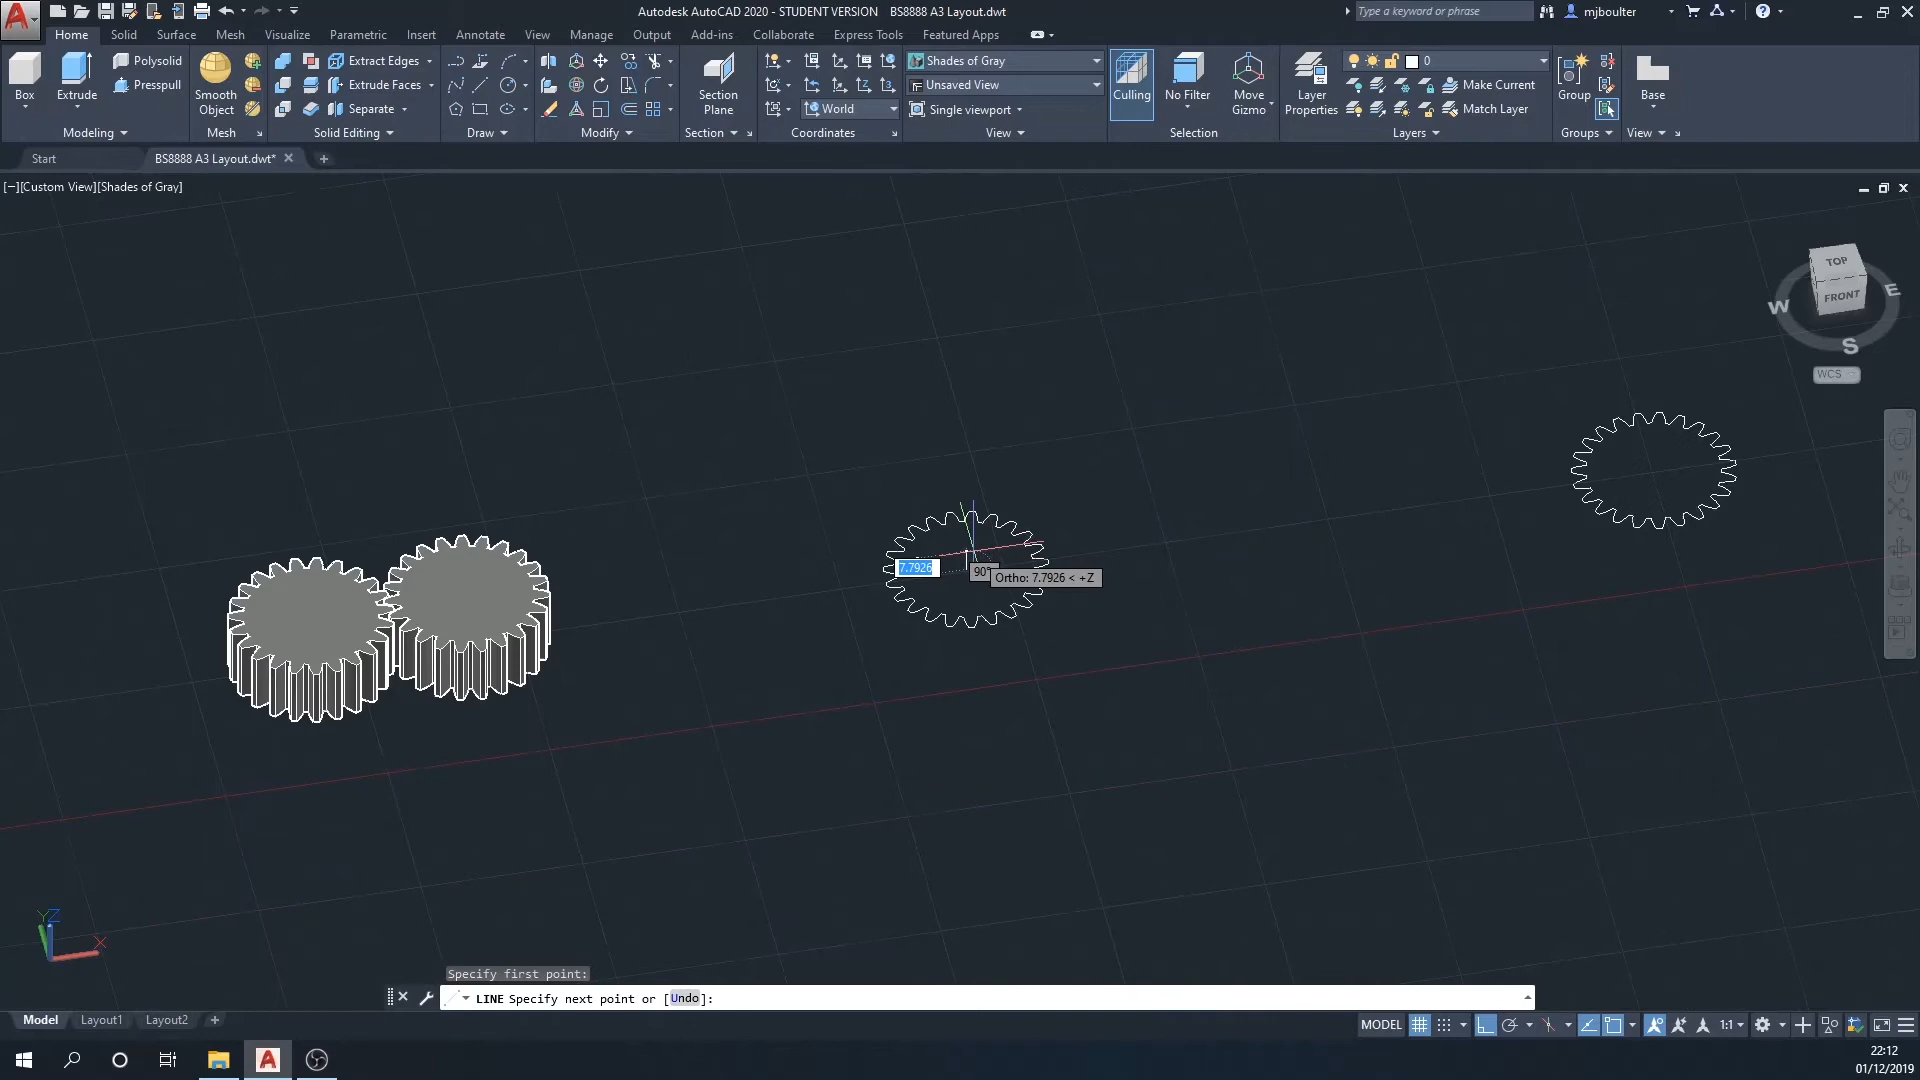 Autodesk AutoCAD 2020 - STUDENT VERSION BS8888 A3 Layout.dwt
Type a keyword or phrase
mjboulter
Home Solid Surface Mesh Visualize Parametric Insert Annotate View Manage Output Add-ins Collaborate Express Tools Featured Apps
Box
Extrude
Polysolid
Presspull
Modeling
Smooth Object
Mesh
Extract Edges
Extrude Faces
Separate
Solid Editing
Draw
Modify
Section Plane
Section
World
Coordinates
Shades of Gray
Unsaved View
Single viewport
View
Culling
No Filter
Move Gizmo
Selection
Layer Properties
0
Make Current
Match Layer
Layers
Group
Groups
Base
View
Start
BS8888 A3 Layout.dwt*
[−][Custom View][Shades of Gray]
TOP
FRONT
W
E
S
WCS
7.7926
90°
Ortho: 7.7926 < +Z
Y
Z
X
Specify first point:
LINE Specify next point or [Undo]:
Model Layout1 Layout2
MODEL
1:1
22:12
01/12/2019